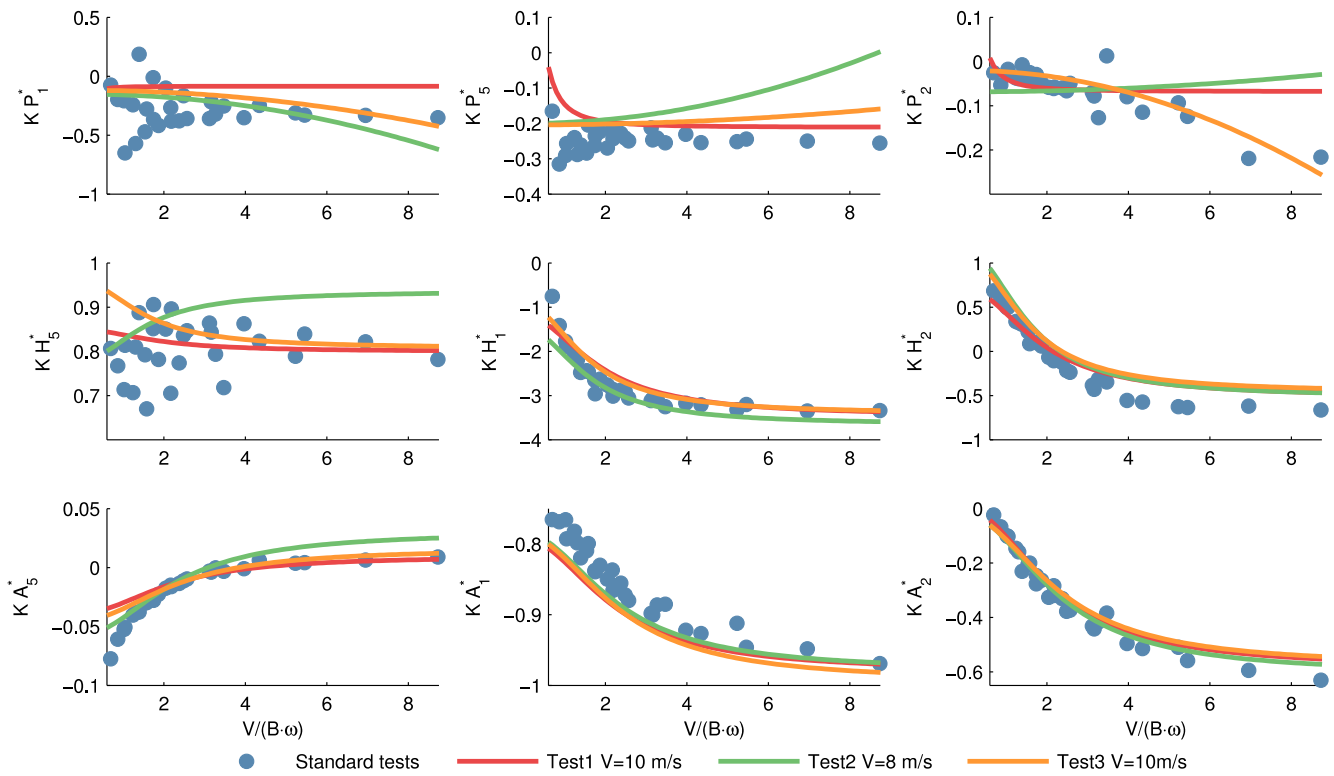 0.5
0
−0.5
−1
K P*1
2 4 6 8
0.1
0
−0.1
−0.2
−0.3
−0.4
K P*5
2 4 6 8
0.1
0
−0.1
−0.2
K P*2
2 4 6 8
1
0.9
0.8
0.7
K H*5
2 4 6 8
0
−1
−2
−3
−4
K H*1
2 4 6 8
1
0.5
0
−0.5
−1
K H*2
2 4 6 8
0.05
0
−0.05
−0.1
K A*5
2 4 6 8
V/(B·ω)
−0.8
−0.9
−1
K A*1
2 4 6 8
V/(B·ω)
0
−0.2
−0.4
−0.6
K A*2
2 4 6 8
V/(B·ω)
Standard tests Test1 V=10 m/s Test2 V=8 m/s Test3 V=10m/s